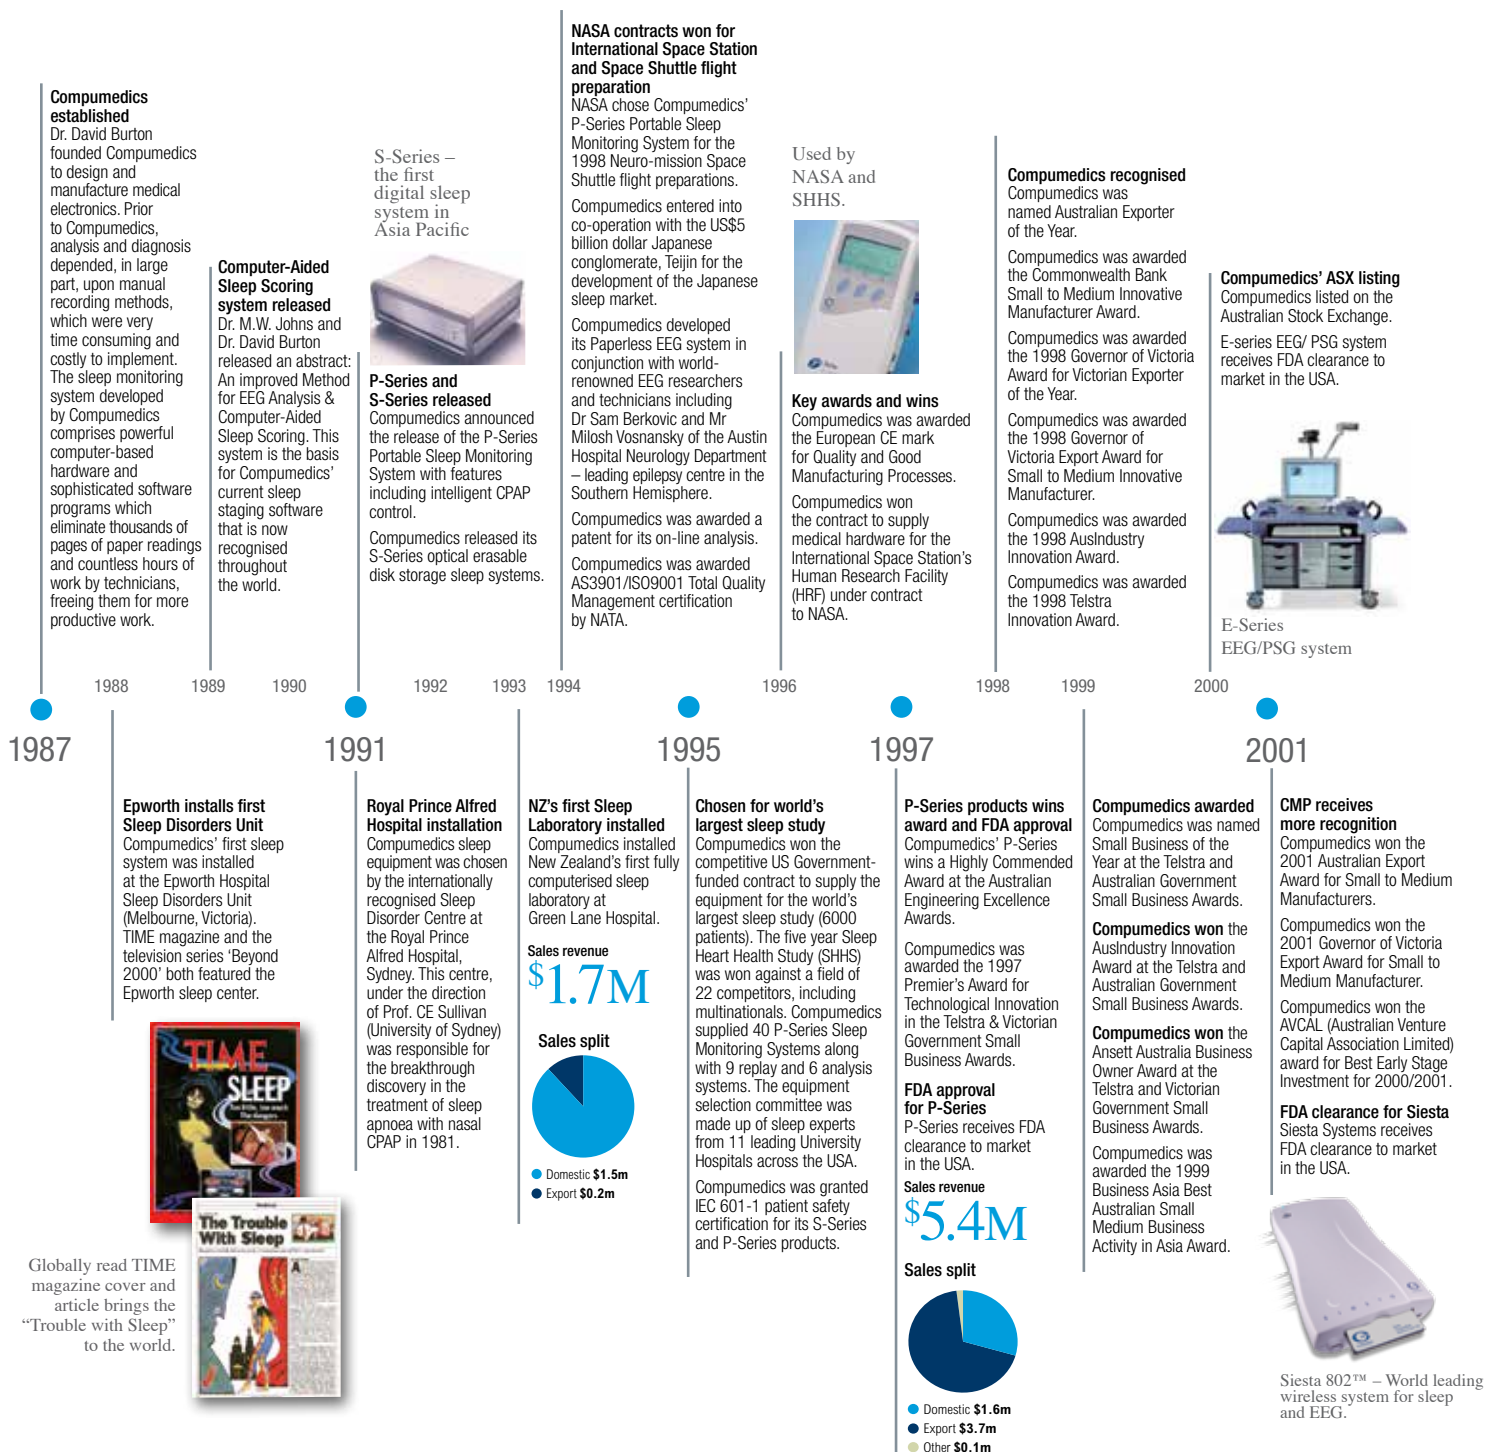 Compumedics
established
Dr. David Burton
founded Compumedics
to design and
manufacture medical
electronics. Prior
to Compumedics,
analysis and diagnosis
depended, in large
part, upon manual
recording methods,
which were very
time consuming and
costly to implement.
The sleep monitoring
system developed
by Compumedics
comprises powerful
computer-based
hardware and
sophisticated software
programs which
eliminate thousands of
pages of paper readings
and countless hours of
work by technicians,
freeing them for more
productive work.
Computer-Aided
Sleep Scoring
system released
Dr. M.W. Johns and
Dr. David Burton
released an abstract:
An improved Method
for EEG Analysis &
Computer-Aided
Sleep Scoring. This
system is the basis
for Compumedics'
current sleep
staging software
that is now
recognised
throughout
the world.
S-Series –
the first
digital sleep
system in
Asia Pacific
P-Series and
S-Series released
Compumedics announced
the release of the P-Series
Portable Sleep Monitoring
System with features
including intelligent CPAP
control.
Compumedics released its
S-Series optical erasable
disk storage sleep systems.
NASA contracts won for
International Space Station
and Space Shuttle flight
preparation
NASA chose Compumedics'
P-Series Portable Sleep
Monitoring System for the
1998 Neuro-mission Space
Shuttle flight preparations.
Compumedics entered into
co-operation with the US$5
billion dollar Japanese
conglomerate, Teijin for the
development of the Japanese
sleep market.
Compumedics developed
its Paperless EEG system in
conjunction with world-
renowned EEG researchers
and technicians including
Dr Sam Berkovic and Mr
Milosh Vosnansky of the Austin
Hospital Neurology Department
– leading epilepsy centre in the
Southern Hemisphere.
Compumedics was awarded a
patent for its on-line analysis.
Compumedics was awarded
AS3901/ISO9001 Total Quality
Management certification
by NATA.
Used by
NASA and
SHHS.
Key awards and wins
Compumedics was awarded
the European CE mark
for Quality and Good
Manufacturing Processes.
Compumedics won
the contract to supply
medical hardware for the
International Space Station's
Human Research Facility
(HRF) under contract
to NASA.
Compumedics recognised
Compumedics was
named Australian Exporter
of the Year.
Compumedics was awarded
the Commonwealth Bank
Small to Medium Innovative
Manufacturer Award.
Compumedics was awarded
the 1998 Governor of Victoria
Award for Victorian Exporter
of the Year.
Compumedics was awarded
the 1998 Governor of
Victoria Export Award for
Small to Medium Innovative
Manufacturer.
Compumedics was awarded
the 1998 AusIndustry
Innovation Award.
Compumedics was awarded
the 1998 Telstra
Innovation Award.
Compumedics' ASX listing
Compumedics listed on the
Australian Stock Exchange.
E-series EEG/ PSG system
receives FDA clearance to
market in the USA.
E-Series
EEG/PSG system
1988
1989
1990
1992
1993
1994
1996
1998
1999
2000
1987
1991
1995
1997
2001
Epworth installs first
Sleep Disorders Unit
Compumedics' first sleep
system was installed
at the Epworth Hospital
Sleep Disorders Unit
(Melbourne, Victoria).
TIME magazine and the
television series 'Beyond
2000' both featured the
Epworth sleep center.
TIME
SLEEP
The Trouble
With Sleep
Globally read TIME
magazine cover and
article brings the
“Trouble with Sleep”
to the world.
Royal Prince Alfred
Hospital installation
Compumedics sleep
equipment was chosen
by the internationally
recognised Sleep
Disorder Centre at
the Royal Prince
Alfred Hospital,
Sydney. This centre,
under the direction
of Prof. CE Sullivan
(University of Sydney)
was responsible for
the breakthrough
discovery in the
treatment of sleep
apnoea with nasal
CPAP in 1981.
NZ's first Sleep
Laboratory installed
Compumedics installed
New Zealand's first fully
computerised sleep
laboratory at
Green Lane Hospital.
Sales revenue
$1.7M
Sales split
Domestic $1.5m
Export $0.2m
Chosen for world's
largest sleep study
Compumedics won the
competitive US Government-
funded contract to supply the
equipment for the world's
largest sleep study (6000
patients). The five year Sleep
Heart Health Study (SHHS)
was won against a field of
22 competitors, including
multinationals. Compumedics
supplied 40 P-Series Sleep
Monitoring Systems along
with 9 replay and 6 analysis
systems. The equipment
selection committee was
made up of sleep experts
from 11 leading University
Hospitals across the USA.
Compumedics was granted
IEC 601-1 patient safety
certification for its S-Series
and P-Series products.
P-Series products wins
award and FDA approval
Compumedics' P-Series
wins a Highly Commended
Award at the Australian
Engineering Excellence
Awards.
Compumedics was
awarded the 1997
Premier's Award for
Technological Innovation
in the Telstra & Victorian
Government Small
Business Awards.
FDA approval
for P-Series
P-Series receives FDA
clearance to market
in the USA.
Sales revenue
$5.4M
Sales split
Domestic $1.6m
Export $3.7m
Other $0.1m
Compumedics awarded
Compumedics was named
Small Business of the
Year at the Telstra and
Australian Government
Small Business Awards.
Compumedics won the
AusIndustry Innovation
Award at the Telstra and
Australian Government
Small Business Awards.
Compumedics won the
Ansett Australia Business
Owner Award at the
Telstra and Victorian
Government Small
Business Awards.
Compumedics was
awarded the 1999
Business Asia Best
Australian Small
Medium Business
Activity in Asia Award.
CMP receives
more recognition
Compumedics won the
2001 Australian Export
Award for Small to Medium
Manufacturers.
Compumedics won the
2001 Governor of Victoria
Export Award for Small to
Medium Manufacturer.
Compumedics won the
AVCAL (Australian Venture
Capital Association Limited)
award for Best Early Stage
Investment for 2000/2001.
FDA clearance for Siesta
Siesta Systems receives
FDA clearance to market
in the USA.
Siesta 802™ – World leading
wireless system for sleep
and EEG.